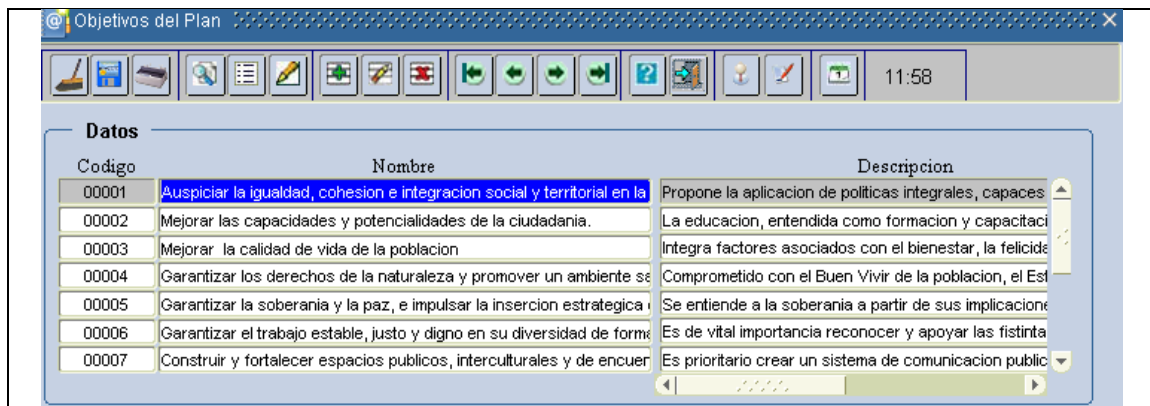 Objetivos del Plan
11:58
Datos
Codigo Nombre Descripcion
00001 Auspiciar la igualdad, cohesion e integracion social y territorial en la Propone la aplicacion de politicas integrales, capaces
00002 Mejorar las capacidades y potencialidades de la ciudadania. La educacion, entendida como formacion y capacitaci
00003 Mejorar la calidad de vida de la poblacion Integra factores asociados con el bienestar, la felicida
00004 Garantizar los derechos de la naturaleza y promover un ambiente sa Comprometido con el Buen Vivir de la poblacion, el Est
00005 Garantizar la soberania y la paz, e impulsar la insercion estrategica Se entiende a la soberania a partir de sus implicacione
00006 Garantizar el trabajo estable, justo y digno en su diversidad de forma Es de vital importancia reconocer y apoyar las fistinta
00007 Construir y fortalecer espacios publicos, interculturales y de encuen Es prioritario crear un sistema de comunicacion public